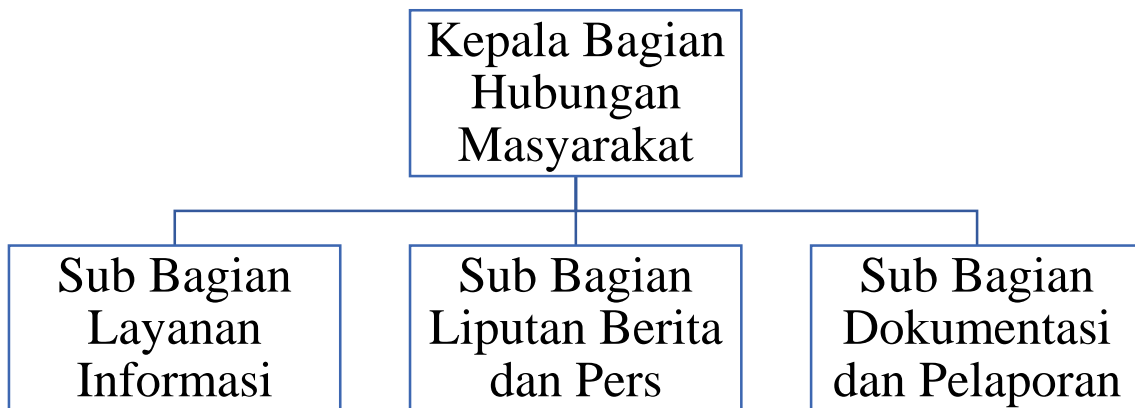 Kepala Bagian
Hubungan
Masyarakat
Sub Bagian
Layanan
Informasi
Sub Bagian
Liputan Berita
dan Pers
Sub Bagian
Dokumentasi
dan Pelaporan